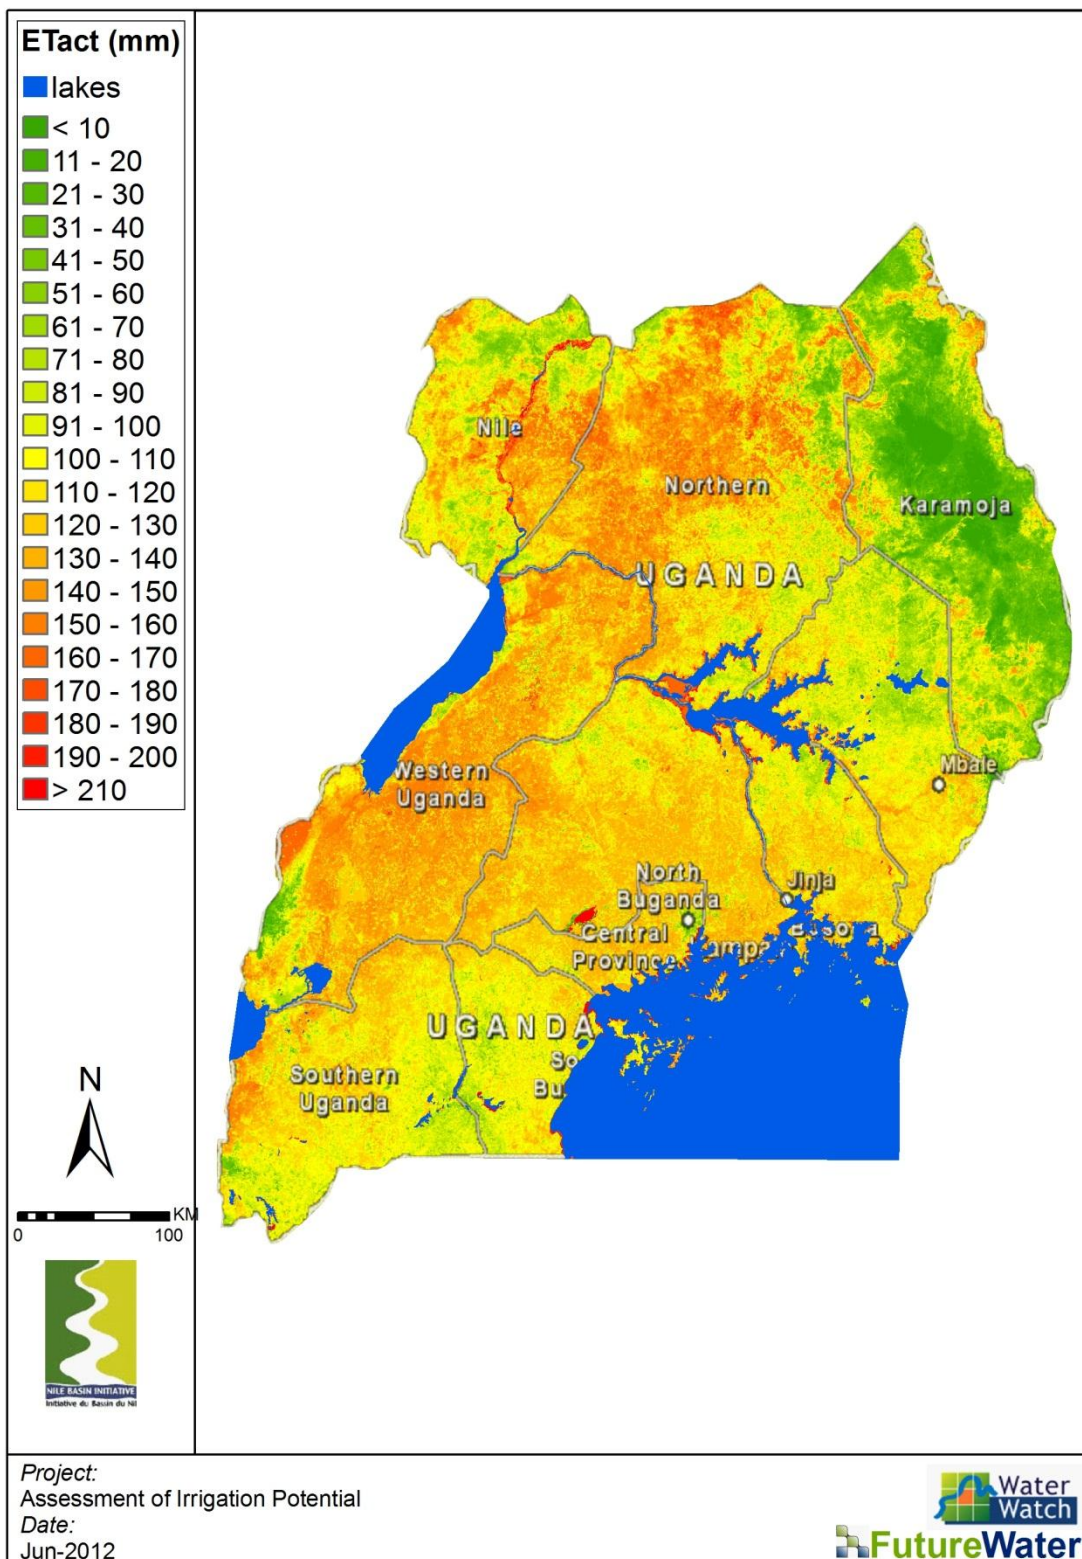 ETact (mm)
lakes
< 10
11 - 20
21 - 30
31 - 40
41 - 50
51 - 60
61 - 70
71 - 80
81 - 90
91 - 100
100 - 110
110 - 120
120 - 130
130 - 140
140 - 150
150 - 160
160 - 170
170 - 180
180 - 190
190 - 200
> 210
Nile
Northern
Karamoja
UGANDA
Western
Uganda
Mbale
North
Buganda
Jinja
Central
Province
ampa
UGANDA
So
Bu
Southern
Uganda
N
KM
0 100
NILE BASIN INITIATIVE
Initiative du Bassin du Nil
Project:
Assessment of Irrigation Potential
Date:
Jun-2012
Water
Watch
FutureWater